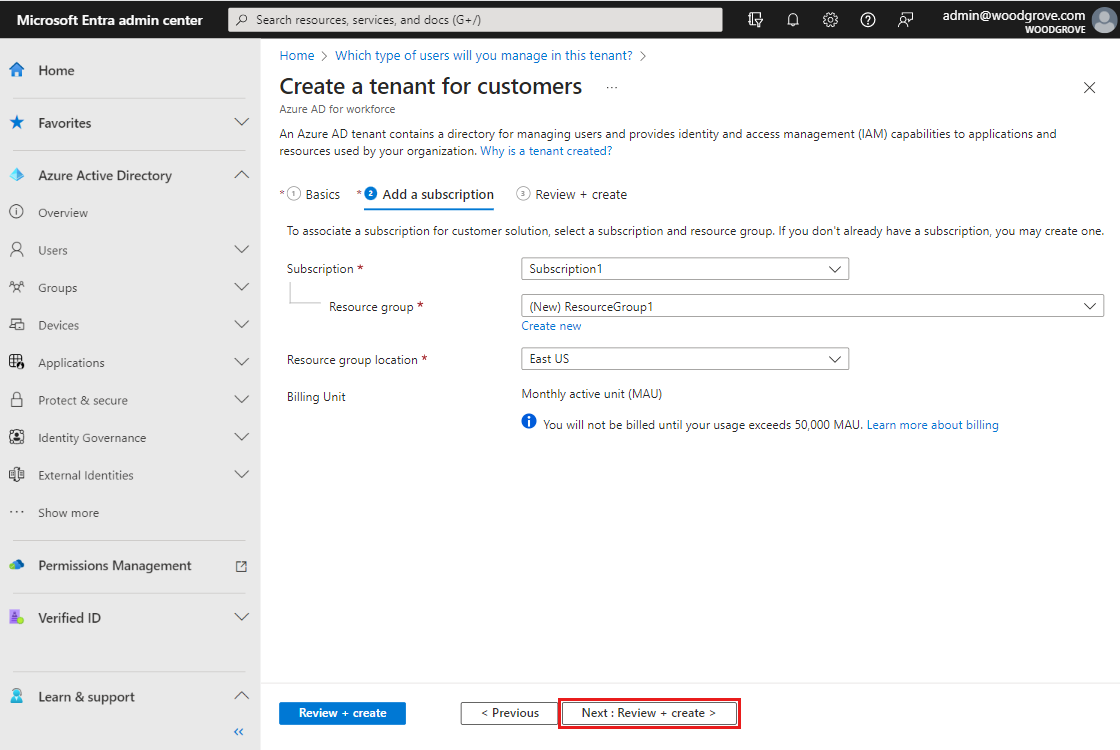 Microsoft Entra admin center
Search resources, services, and docs (G+/)
admin@woodgrove.com
WOODGROVE
Home
Favorites
Azure Active Directory
Overview
Users
Groups
Devices
Applications
Protect & secure
Identity Governance
External Identities
Show more
Permissions Management
Verified ID
Learn & support
Home > Which type of users will you manage in this tenant? >
Create a tenant for customers ...
Azure AD for workforce
An Azure AD tenant contains a directory for managing users and provides identity and access management (IAM) capabilities to applications and
resources used by your organization. Why is a tenant created?
* 1 Basics * 2 Add a subscription 3 Review + create
To associate a subscription for customer solution, select a subscription and resource group. If you don't already have a subscription, you may create one.
Subscription * Subscription1
Resource group * (New) ResourceGroup1
Create new
Resource group location * East US
Billing Unit Monthly active unit (MAU)
You will not be billed until your usage exceeds 50,000 MAU. Learn more about billing
Review + create < Previous Next : Review + create >